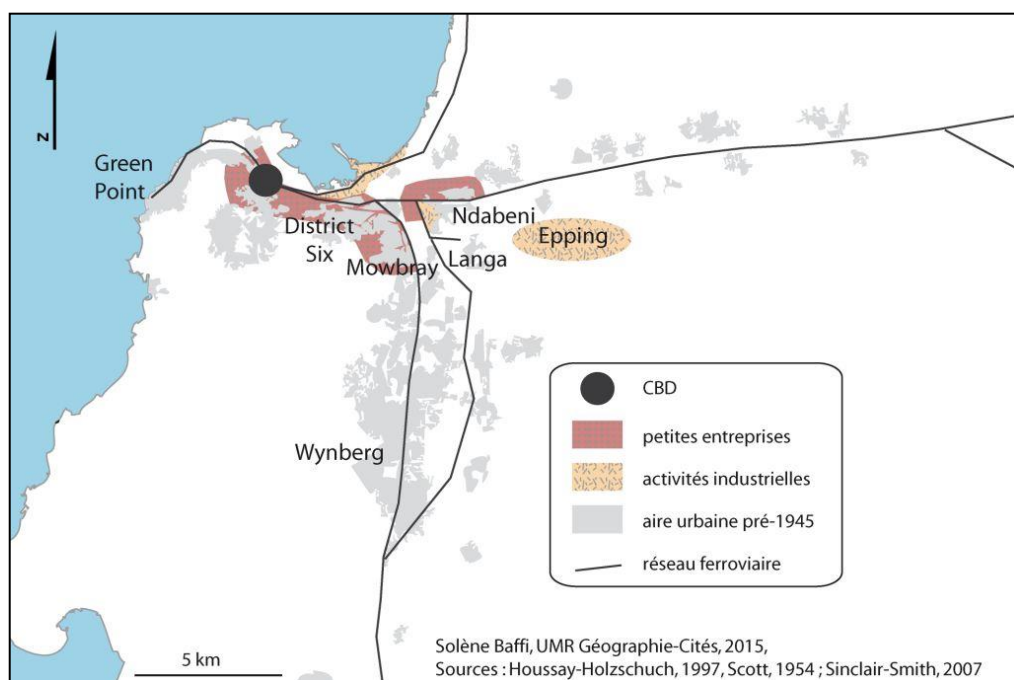 N
Green
Point
District
Six
Mowbray
Ndabeni
Langa
Epping
Wynberg
CBD
petites entreprises
activités industrielles
aire urbaine pré-1945
réseau ferroviaire
5 km
Solène Baffi, UMR Géographie-Cités, 2015,
Sources : Houssay-Holzschuch, 1997, Scott, 1954 ; Sinclair-Smith, 2007